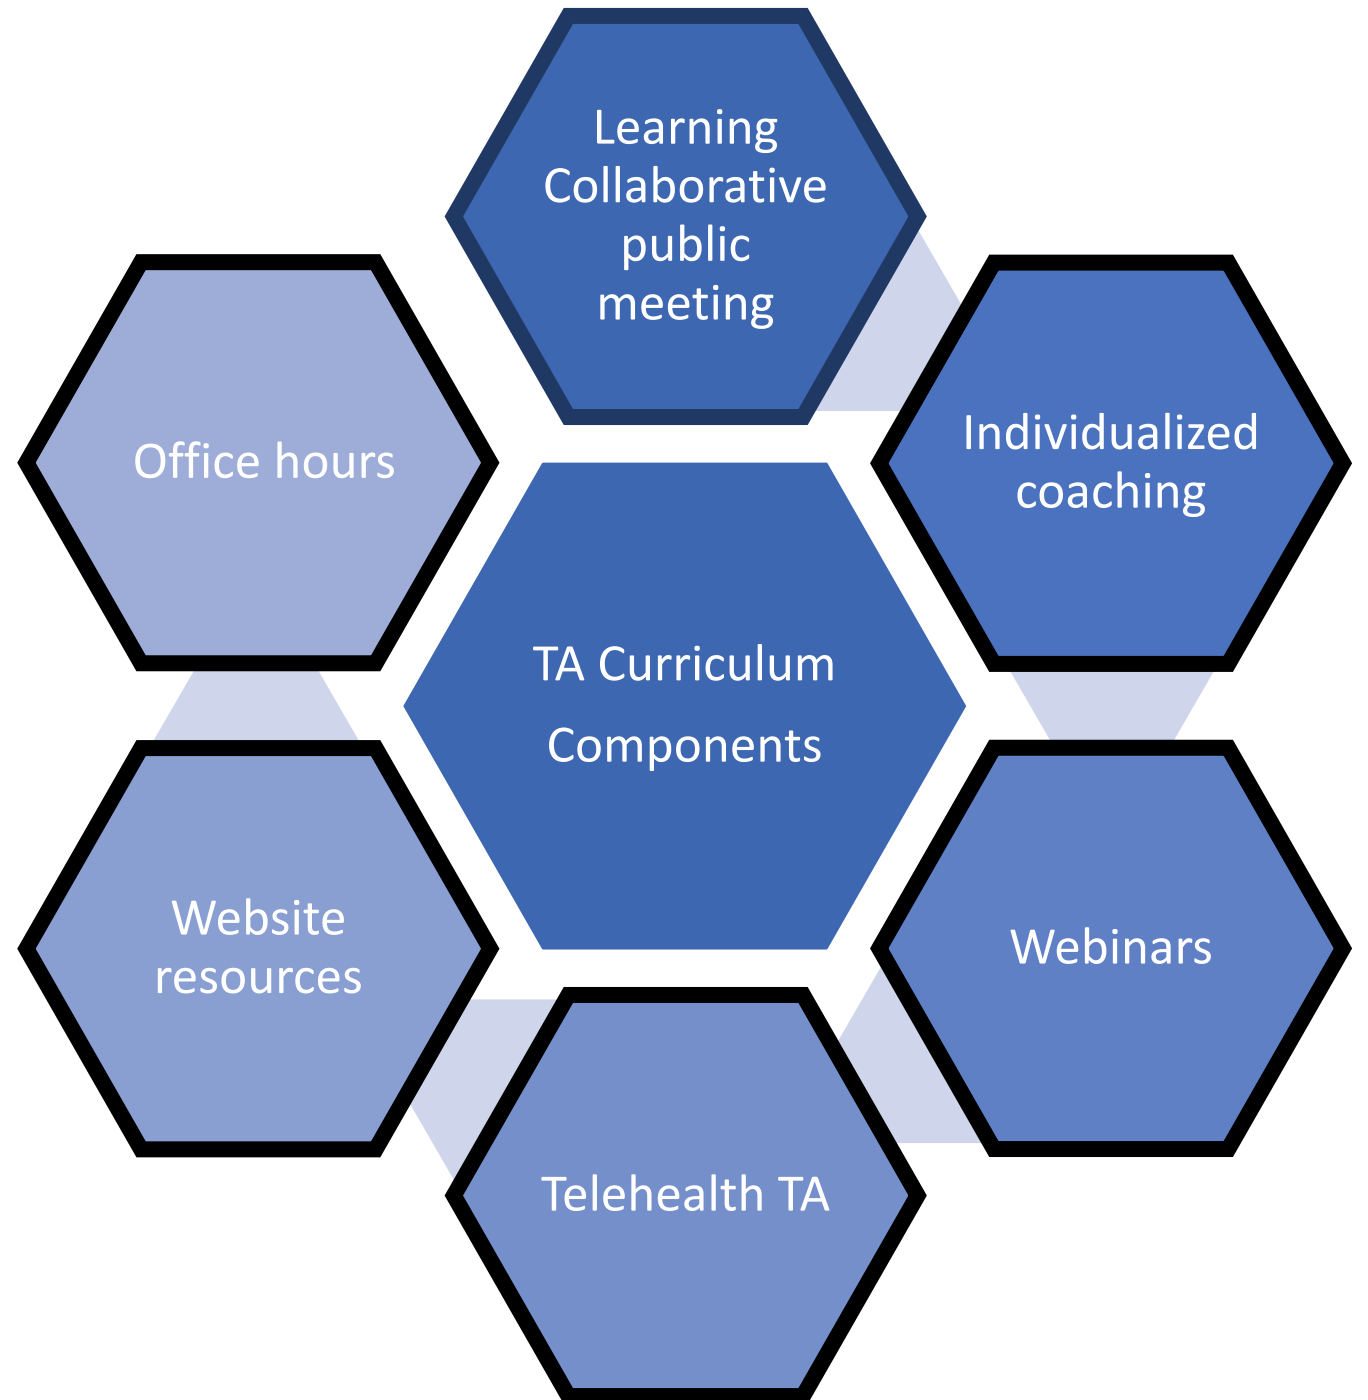 Learning
Collaborative
public
meeting
Individualized
coaching
Office hours
TA Curriculum
Components
Website
resources
Webinars
Telehealth TA